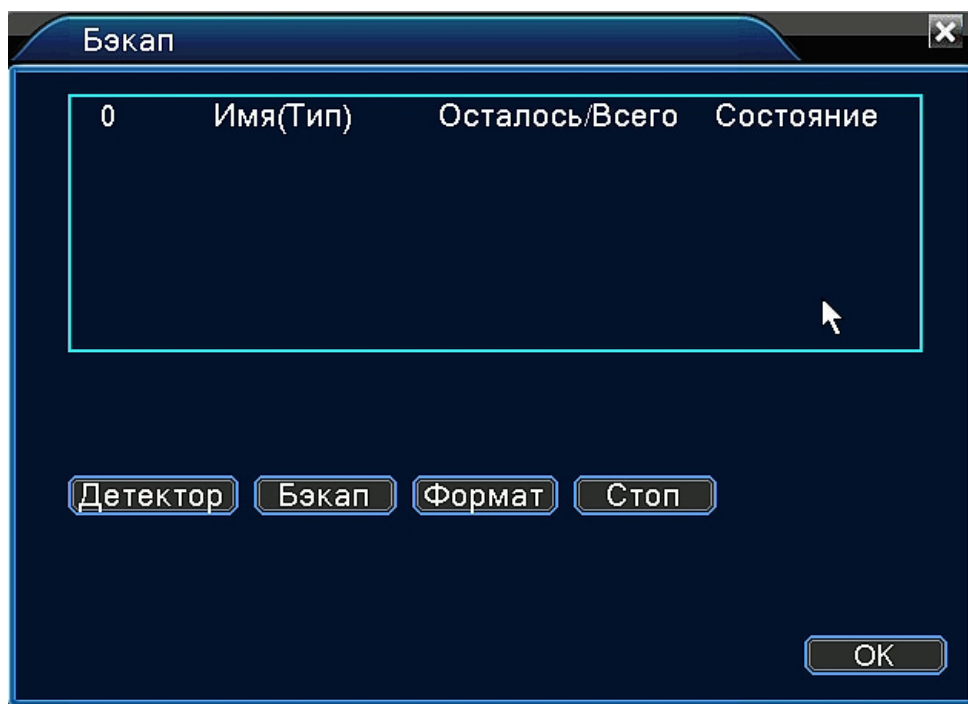 Бэкап
0 Имя(Тип) Осталось/Всего Состояние
Детектор Бэкап Формат Стоп
OK